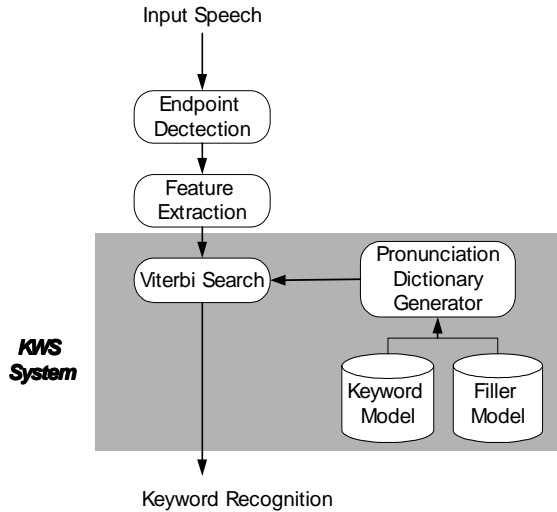 Input Speech
Endpoint
Dectection
Feature
Extraction
Viterbi Search
Pronunciation
Dictionary
Generator
KWS
System
Keyword
Model
Filler
Model
Keyword Recognition